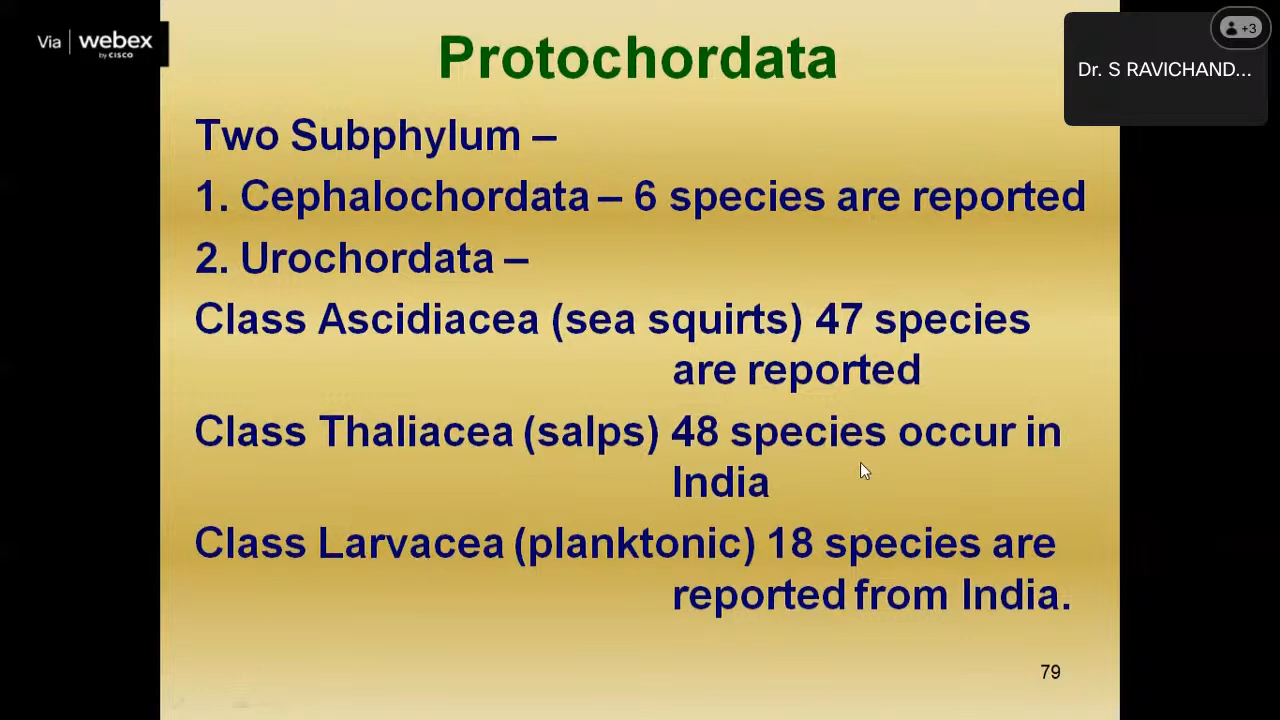 Via webex
by CISCO
+3
Dr. S RAVICHAND...
Protochordata
Two Subphylum –
1. Cephalochordata – 6 species are reported
2. Urochordata –
Class Ascidiacea (sea squirts) 47 species
are reported
Class Thaliacea (salps) 48 species occur in
India
Class Larvacea (planktonic) 18 species are
reported from India.
79